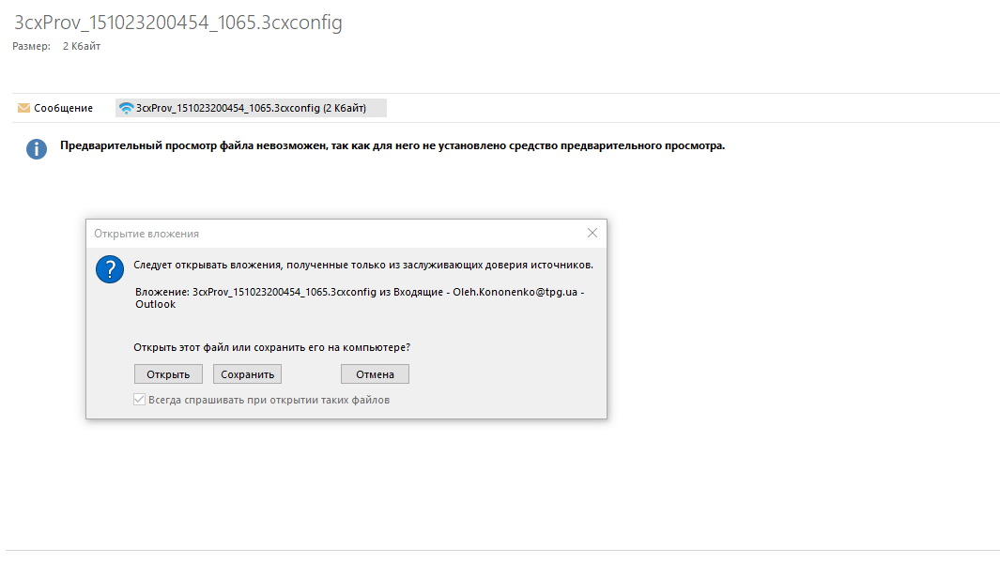 3cxProv_151023200454_1065.3cxconfig
Размер: 2 Кбайт
Сообщение 3cxProv_151023200454_1065.3cxconfig (2 Кбайт)
Предварительный просмотр файла невозможен, так как для него не установлено средство предварительного просмотра.
Открытие вложения
Следует открывать вложения, полученные только из заслуживающих доверия источников.
Вложение: 3cxProv_151023200454_1065.3cxconfig из Входящие - Oleh.Kononenko@tpg.ua -
Outlook
Открыть этот файл или сохранить его на компьютере?
Открыть Сохранить Отмена
Всегда спрашивать при открытии таких файлов